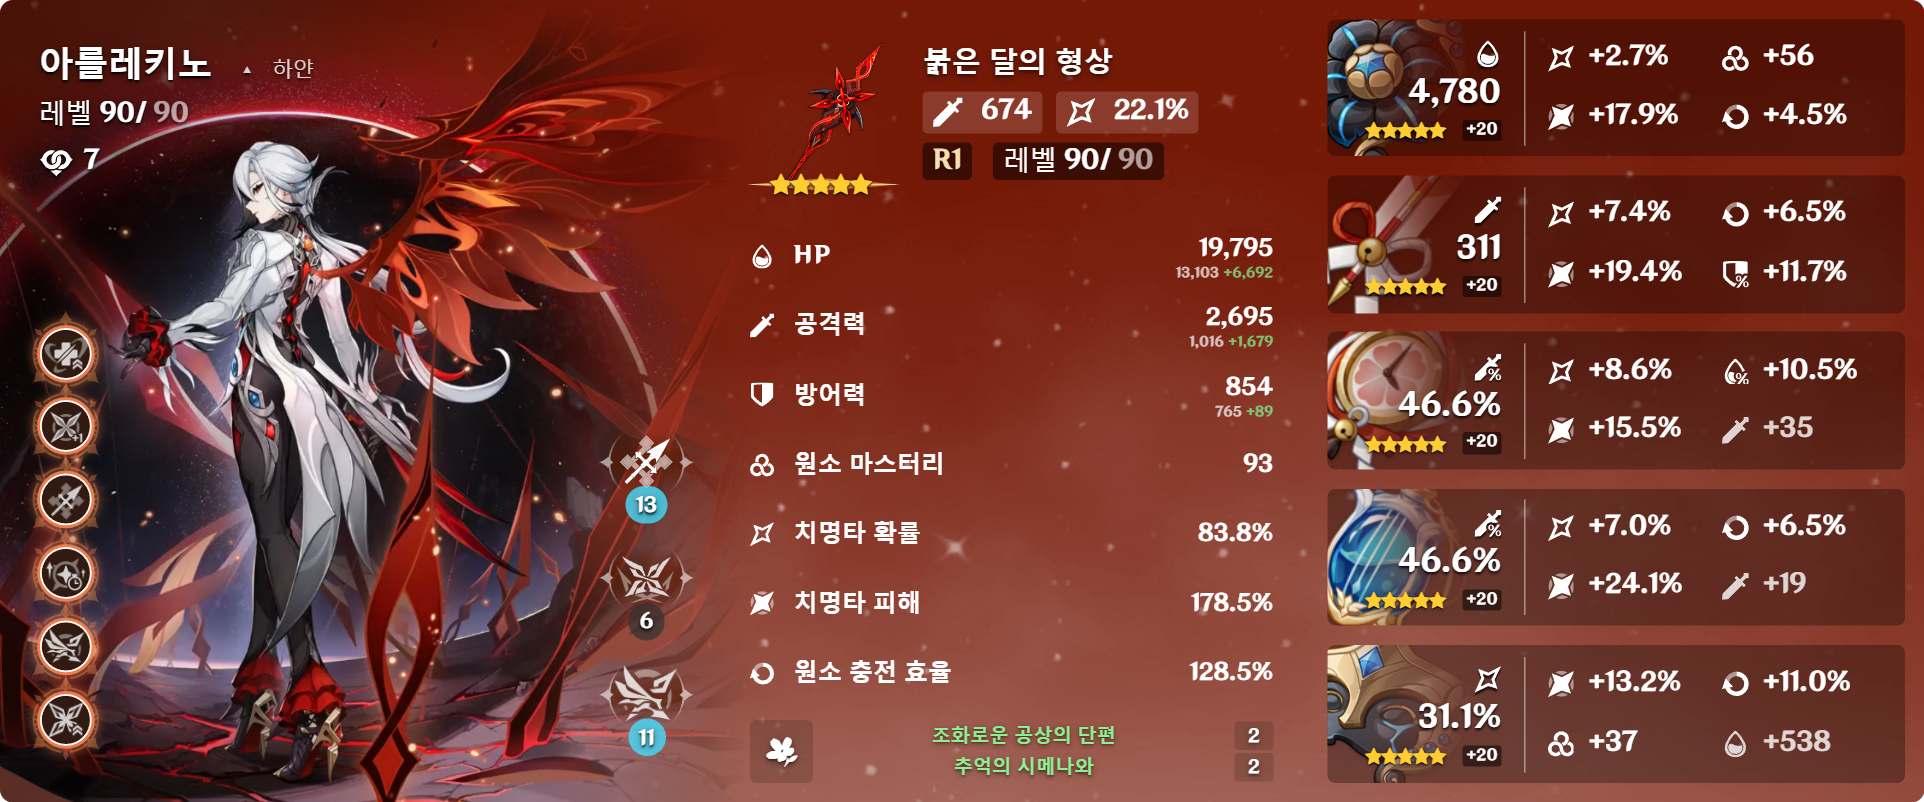 아를레키노 ▲ 하얀
레벨 90/ 90
7
13
6
11
붉은 달의 형상
674 22.1%
R1 레벨 90/ 90
HP 19,795
13,103 +6,692
공격력 2,695
1,016 +1,679
방어력 854
765 +89
원소 마스터리 93
치명타 확률 83.8%
치명타 피해 178.5%
원소 충전 효율 128.5%
조화로운 공상의 단편 2
추억의 시메나와 2
4,780
+20
+2.7% +56
+17.9% +4.5%
311
+20
+7.4% +6.5%
+19.4% +11.7%
46.6%
+20
+8.6% +10.5%
+15.5% +35
46.6%
+20
+7.0% +6.5%
+24.1% +19
31.1%
+20
+13.2% +11.0%
+37 +538